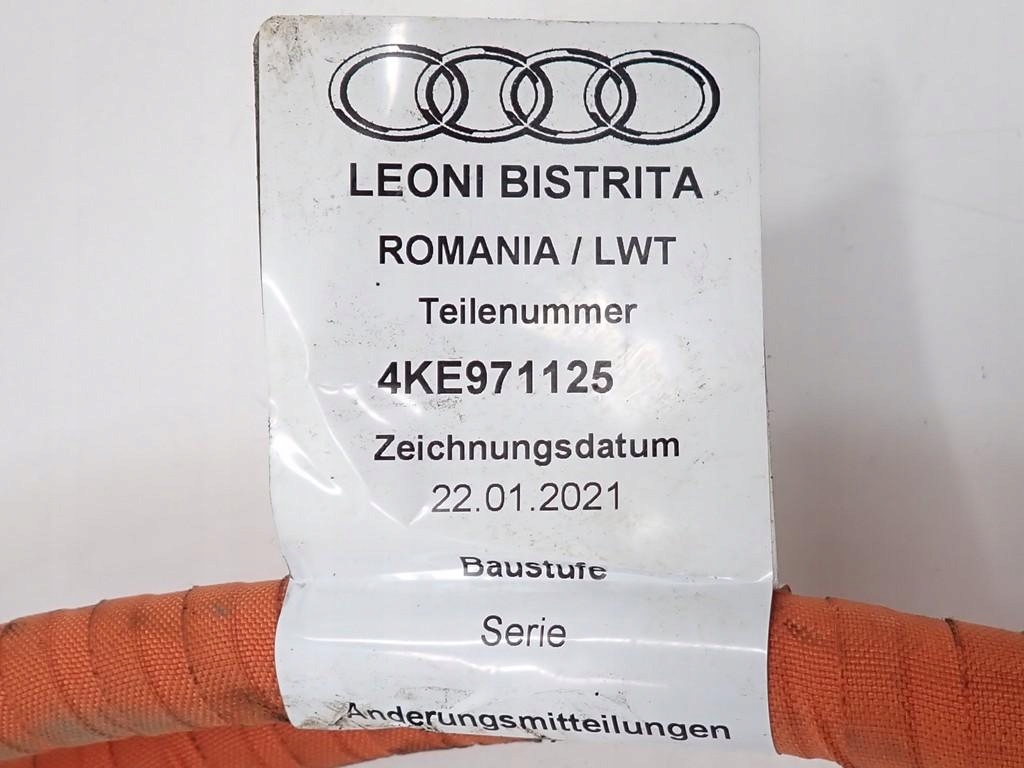 LEONI BISTRITA
ROMANIA / LWT
Teilenummer
4KE971125
Zeichnungsdatum
22.01.2021
Baustufe
Serie
Änderungsmitteilungen